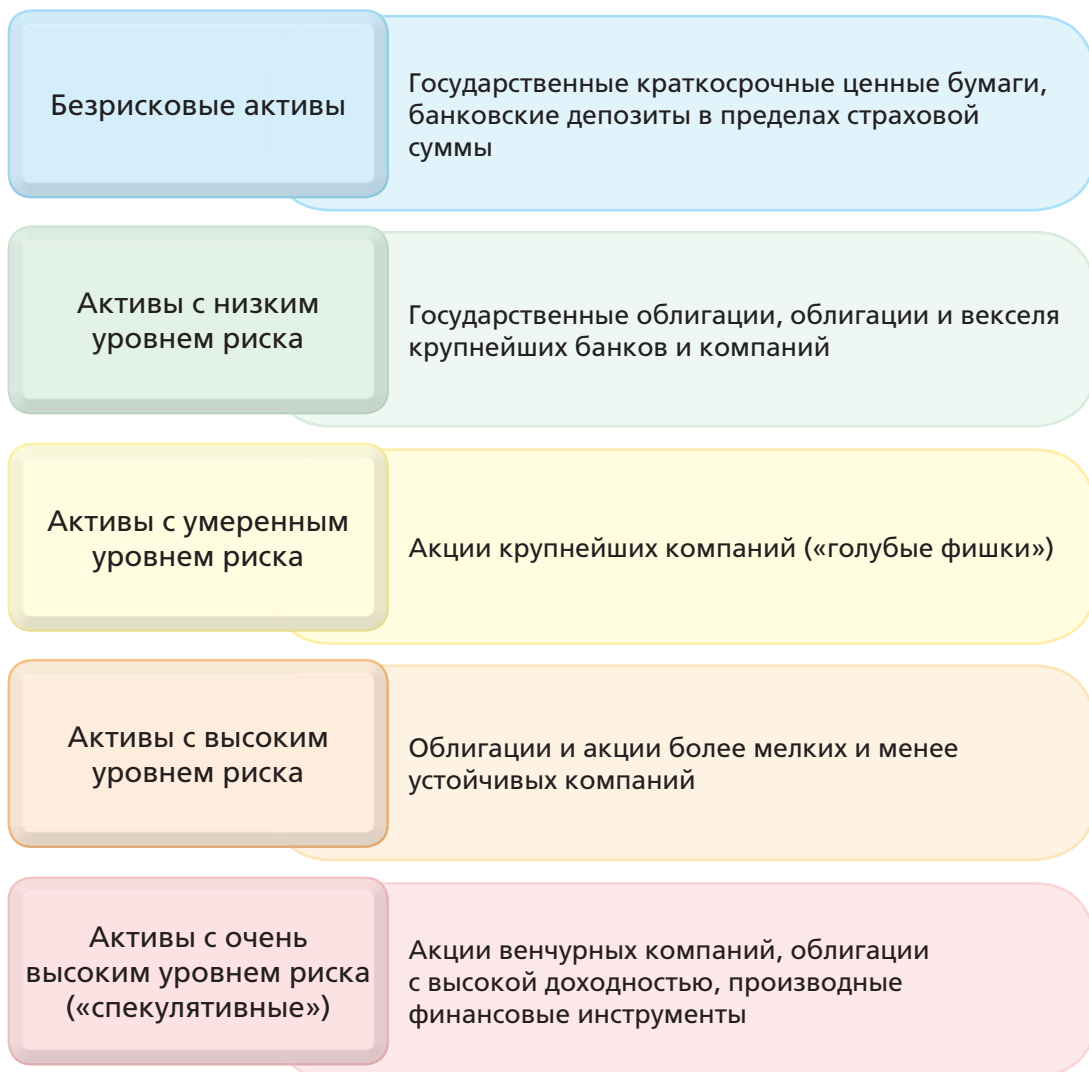 Безрисковые активы
Государственные краткосрочные ценные бумаги,
банковские депозиты в пределах страховой
суммы
Активы с низким
уровнем риска
Государственные облигации, облигации и векселя
крупнейших банков и компаний
Активы с умеренным
уровнем риска
Акции крупнейших компаний («голубые фишки»)
Активы с высоким
уровнем риска
Облигации и акции более мелких и менее
устойчивых компаний
Активы с очень
высоким уровнем риска
(«спекулятивные»)
Акции венчурных компаний, облигации
с высокой доходностью, производные
финансовые инструменты